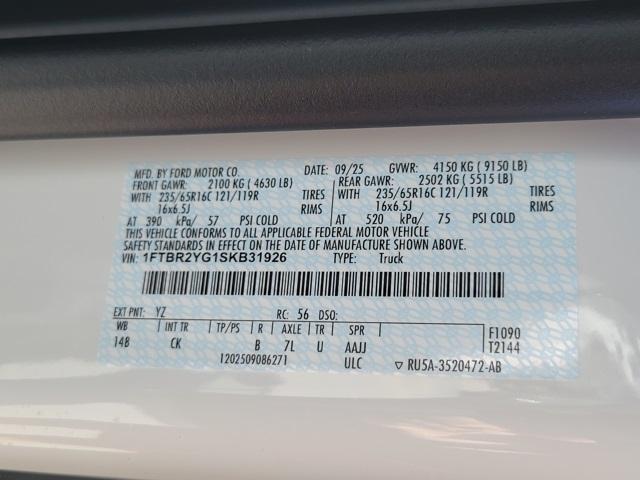 MFD. BY FORD MOTOR CO. 09/25 GVWR: 4150 KG ( 9150 LB)
FRONT GAWR: 2100 KG ( 4630 LB) REAR GAWR: 2502 KG ( 5515 LB)
WITH 235/65R16C 121/119R TIRES WITH 235/65R16C 121/119R TIRES
16x6.5J RIMS 16x6.5J RIMS
AT 390 kPa/ 57 PSI COLD AT 520 kPa/ 75 PSI COLD
THIS VEHICLE CONFORMS TO ALL APPLICABLE FEDERAL MOTOR VEHICLE
SAFETY STANDARDS IN EFFECT ON THE DATE OF MANUFACTURE SHOWN ABOVE.
VIN: 1FTBR2YG1SKB31926 TYPE: Truck
EXT PNT: YZ RC: 56 DSO:
WB INT TR TP/PS R AXLE TR SPR F1090
148 CK B 7L U AAJJ T2144
1202509086271 ULC ▽ RU5A-3520472-AB